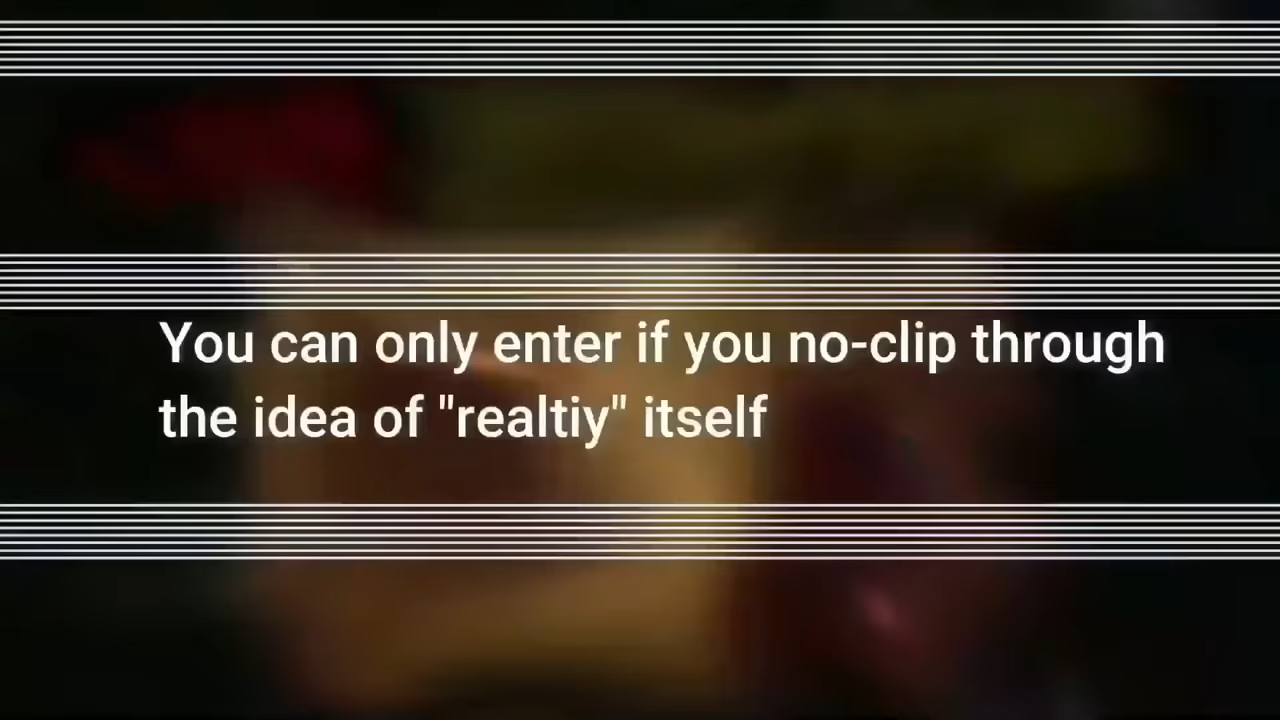 You can only enter if you no-clip through
the idea of "realtiy" itself